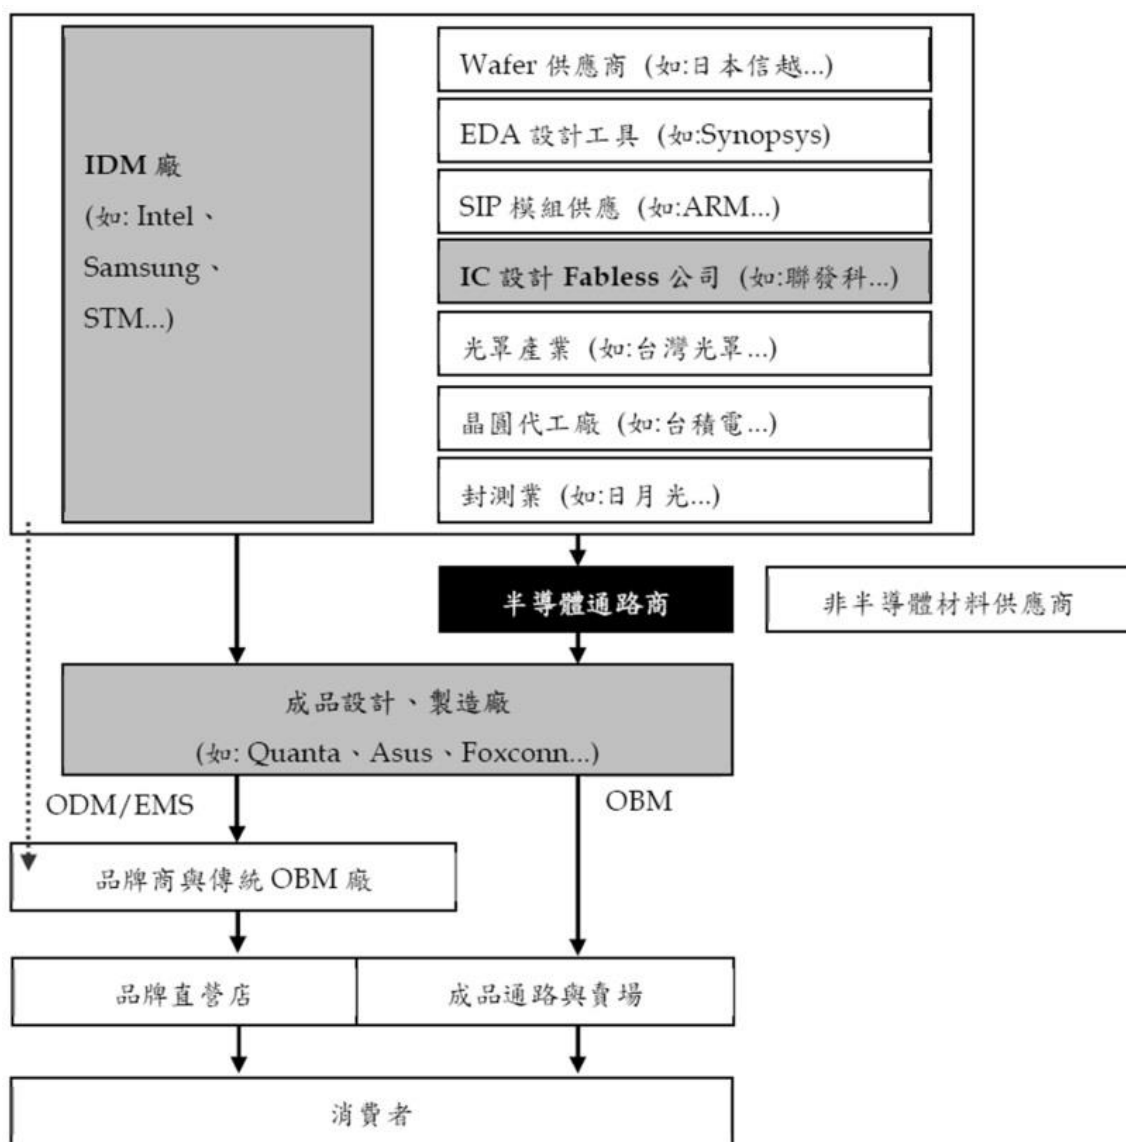 IDM 廠
(如: Intel、
Samsung、
STM...)
Wafer 供應商 (如:日本信越...)
EDA 設計工具 (如:Synopsys)
SIP 模組供應 (如:ARM...)
IC 設計 Fabless 公司 (如:聯發科...)
光罩產業 (如:台灣光罩...)
晶圓代工廠 (如:台積電...)
封測業 (如:日月光...)
半導體通路商
非半導體材料供應商
成品設計、製造廠
(如: Quanta、Asus、Foxconn...)
ODM/EMS
OBM
品牌商與傳統 OBM 廠
品牌直營店
成品通路與賣場
消費者